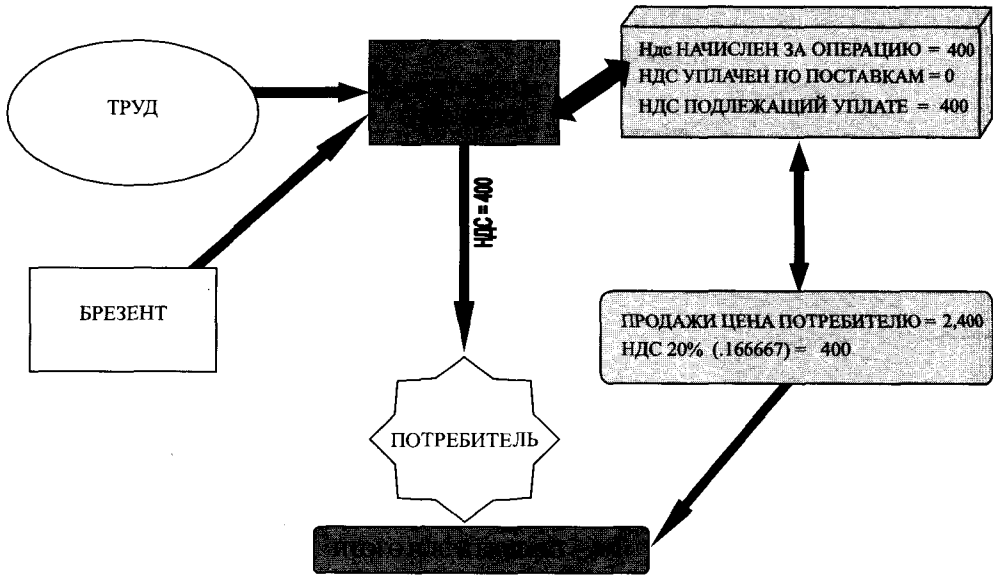 ТРУД
Ндс НАЧИСЛЕН ЗА ОПЕРАЦИЮ = 400
НДС УПЛАЧЕН ПО ПОСТАВКАМ = 0
НДС ПОДЛЕЖАЩИЙ УПЛАТЕ = 400
НДС = 400
БРЕЗЕНТ
ПРОДАЖИ ЦЕНА ПОТРЕБИТЕЛЮ = 2,400
НДС 20% (.166667) = 400
ПОТРЕБИТЕЛЬ
ИТОГО